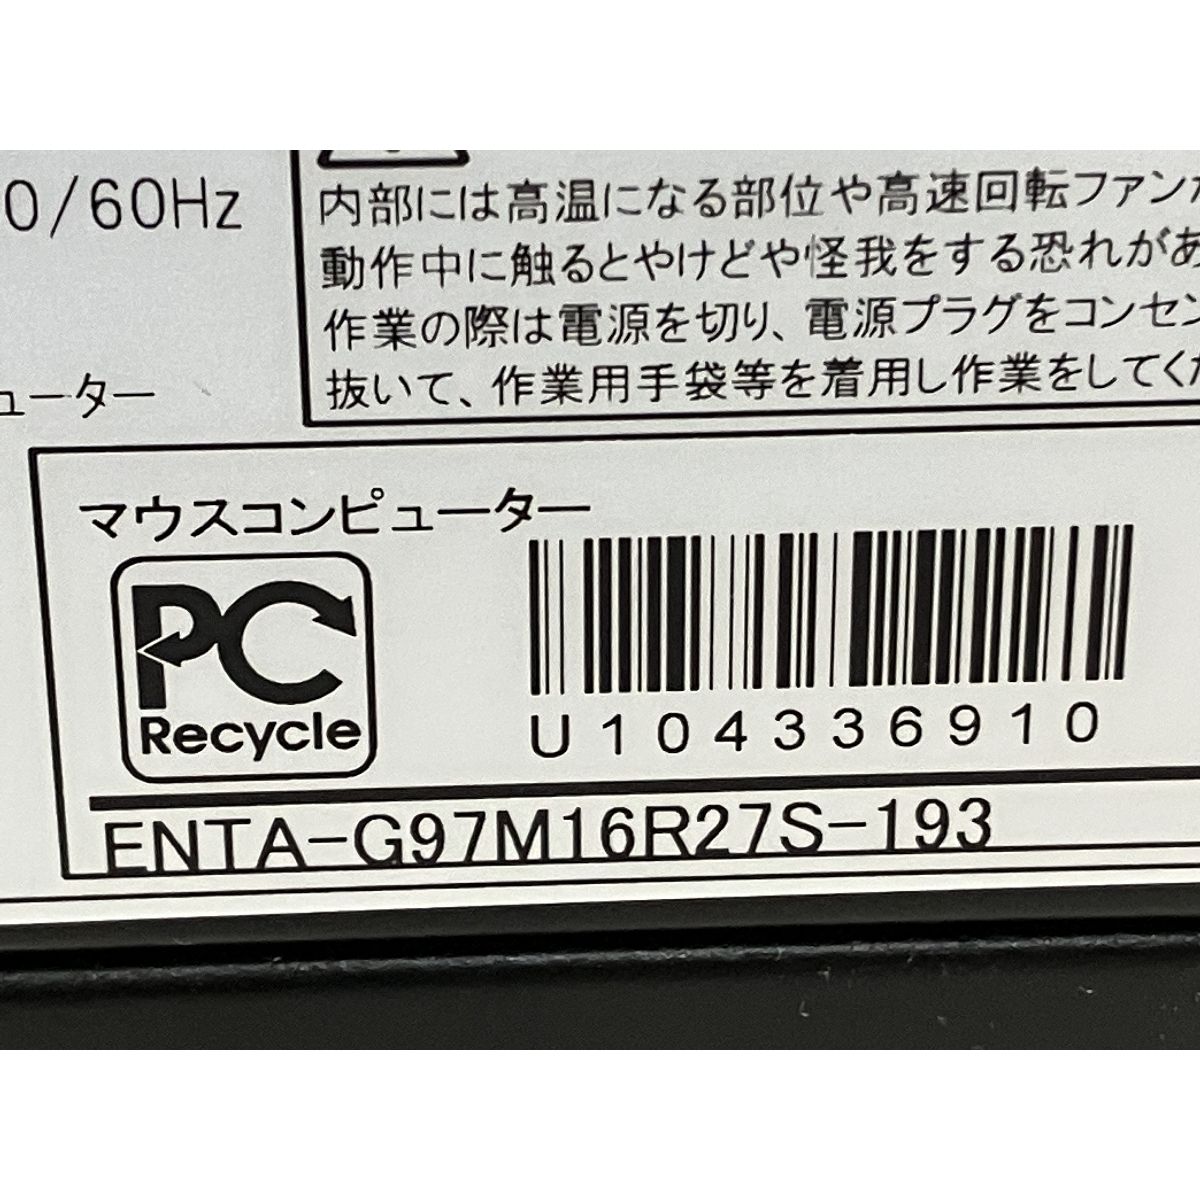 0/60Hz
内部には高温になる部位や高速回転ファン
動作中に触るとやけどや怪我をする恐れがあ
作業の際は電源を切り、電源プラグをコンセン
抜いて、作業用手袋等を着用し作業をしてくだ
ューター
マウスコンピューター
PC
Recycle
U104336910
ENTA-G97M16R27S-193